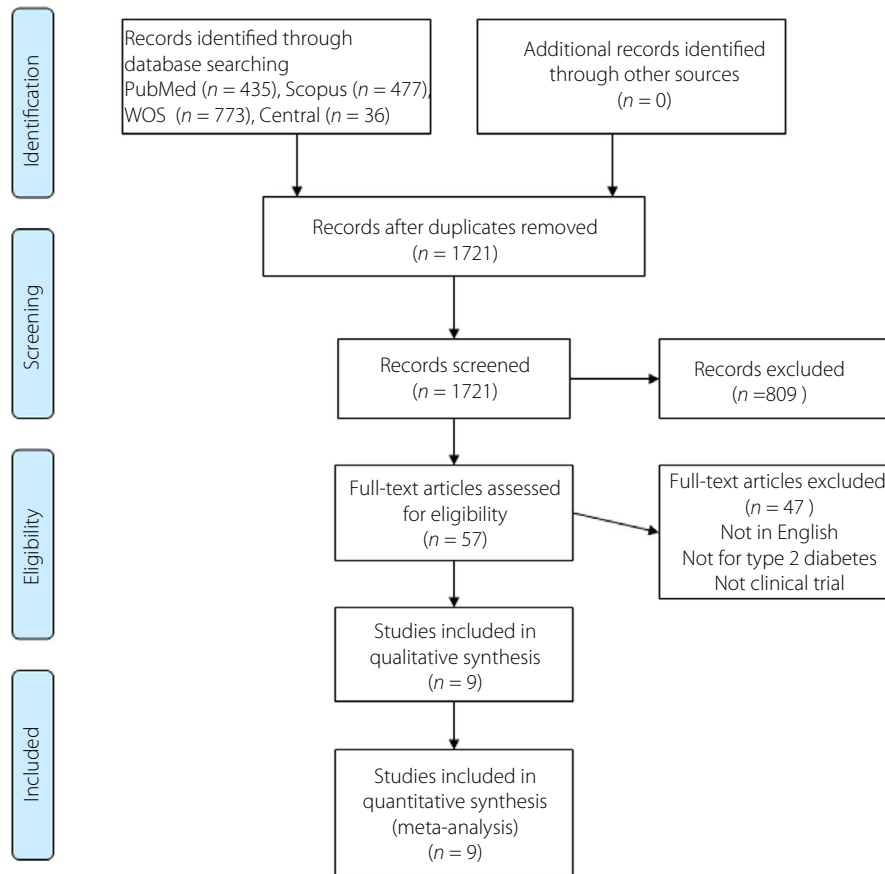 Identification
Records identified through
database searching
PubMed (n = 435), Scopus (n = 477),
WOS (n = 773), Central (n = 36)
Additional records identified
through other sources
(n = 0)
Records after duplicates removed
(n = 1721)
Screening
Records screened
(n = 1721)
Records excluded
(n =809 )
Eligibility
Full-text articles assessed
for eligibility
(n = 57)
Full-text articles excluded
(n = 47 )
Not in English
Not for type 2 diabetes
Not clinical trial
Studies included in
qualitative synthesis
(n = 9)
Included
Studies included in
quantitative synthesis
(meta-analysis)
(n = 9)